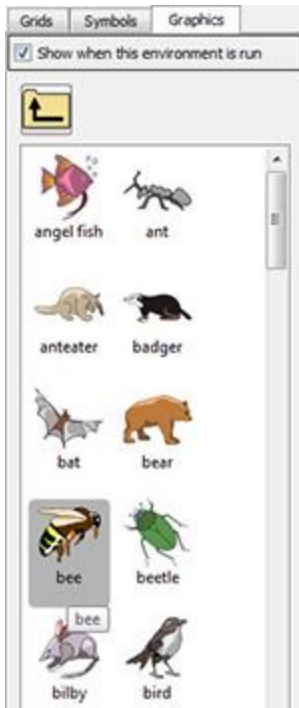 Grids Symbols Graphics
Show when this environment is run
angel fish ant
anteater badger
bat bear
bee beetle
bee
bilby bird